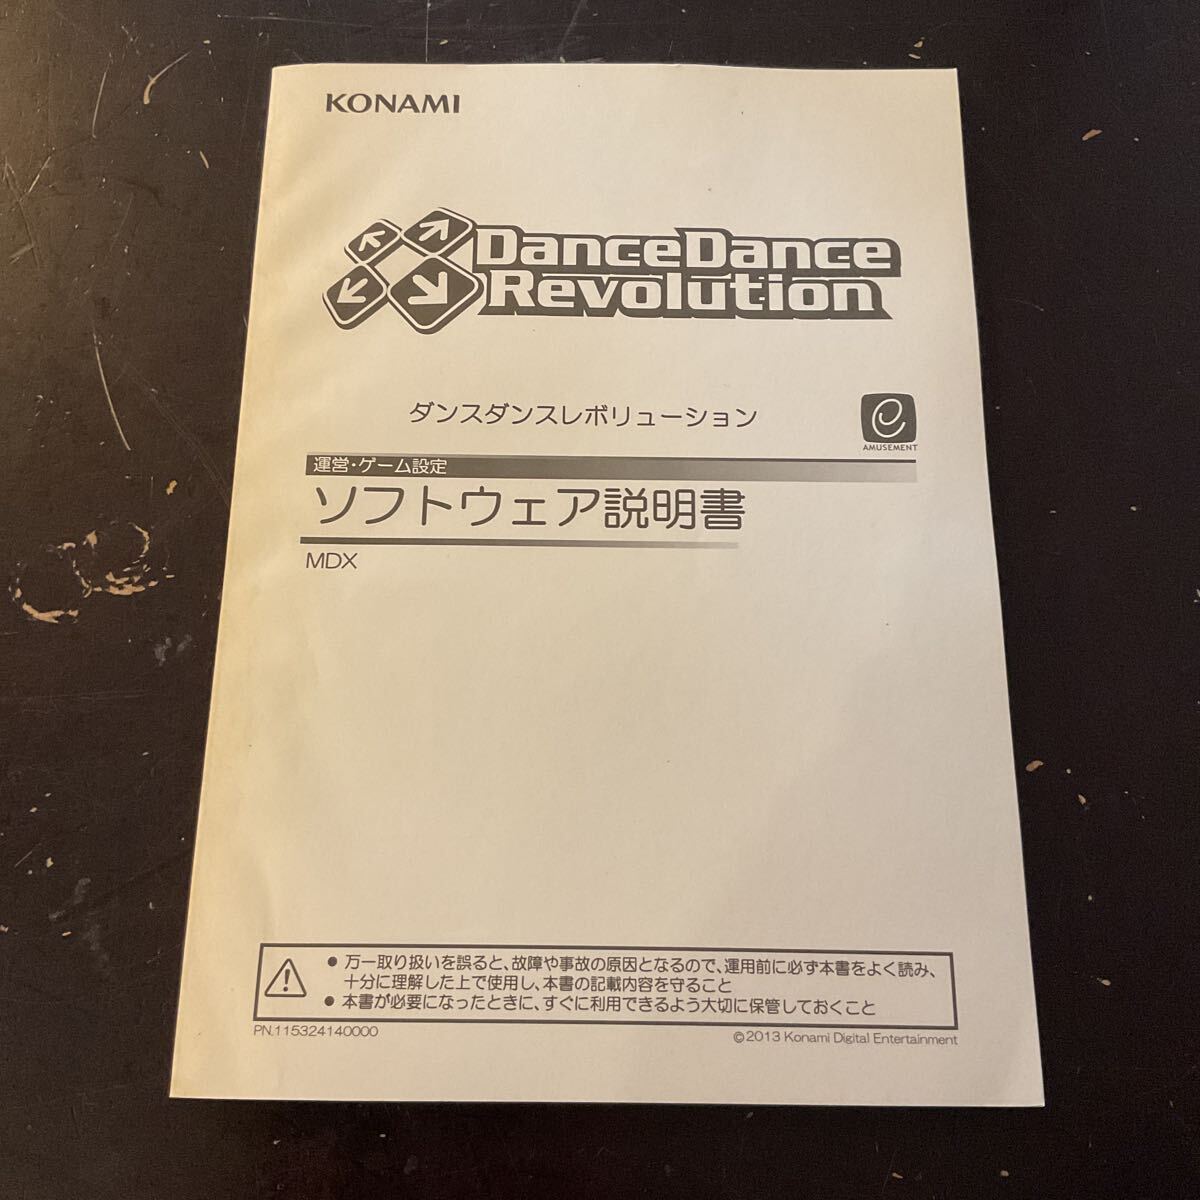 KONAMI
DanceDance
Revolution
ダンスダンスレボリューション
e
AMUSEMENT
運営・ゲーム設定
ソフトウェア説明書
MDX
● 万一取り扱いを誤ると、故障や事故の原因となるので、運用前に必ず本書をよく読み、
十分に理解した上で使用し、本書の記載内容を守ること
● 本書が必要になったときに、すぐに利用できるよう大切に保管しておくこと
PN.115324140000
©2013 Konami Digital Entertainment